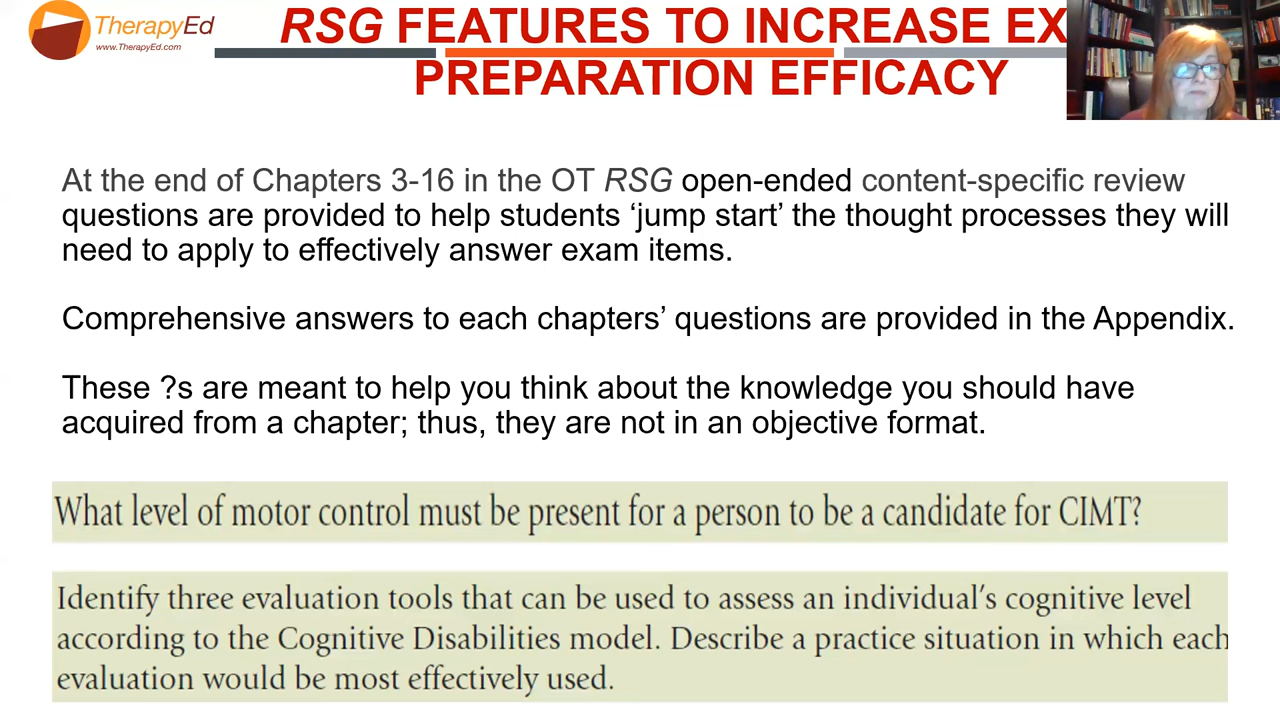 TherapyEd
www.TherapyEd.com
RSG FEATURES TO INCREASE EX
PREPARATION EFFICACY
At the end of Chapters 3-16 in the OT RSG open-ended content-specific review
questions are provided to help students ‘jump start’ the thought processes they will
need to apply to effectively answer exam items.
Comprehensive answers to each chapters’ questions are provided in the Appendix.
These ?s are meant to help you think about the knowledge you should have
acquired from a chapter; thus, they are not in an objective format.
What level of motor control must be present for a person to be a candidate for CIMT?
Identify three evaluation tools that can be used to assess an individual’s cognitive level
according to the Cognitive Disabilities model. Describe a practice situation in which each
evaluation would be most effectively used.